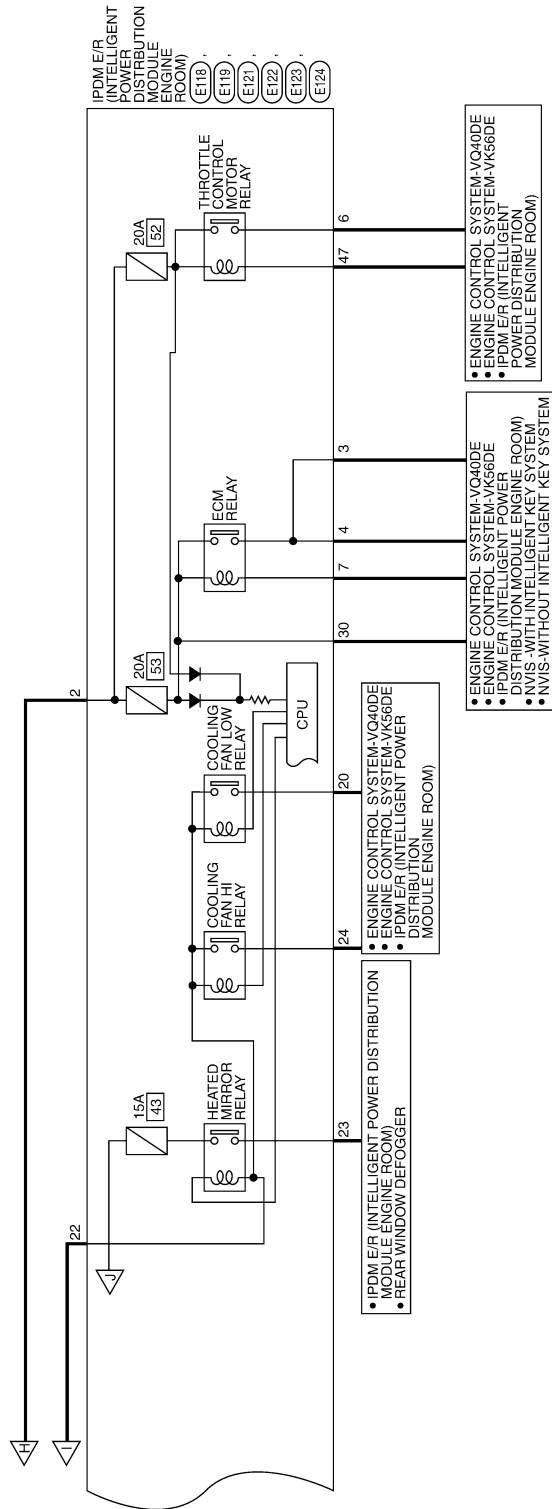 H
I
J
22
2
IPDM E/R
(INTELLIGENT
POWER
DISTRBUTION
MODULE
ENGINE
ROOM)
E118 ,
E119 ,
E121 ,
E122 ,
E123 ,
E124
15A
43
20A
53
20A
52
HEATED
MIRROR
RELAY
COOLING
FAN HI
RELAY
COOLING
FAN LOW
RELAY
CPU
ECM
RELAY
THROTTLE
CONTROL
MOTOR
RELAY
23
24
20
30
7
4
3
47
6
• IPDM E/R (INTELLIGENT POWER DISTRIBUTION
MODULE ENGINE ROOM)
• REAR WINDOW DEFOGGER
• ENGINE CONTROL SYSTEM-VQ40DE
• ENGINE CONTROL SYSTEM-VK56DE
• IPDM E/R (INTELLIGENT POWER
DISTRIBUTION
MODULE ENGINE ROOM)
• ENGINE CONTROL SYSTEM-VQ40DE
• ENGINE CONTROL SYSTEM-VK56DE
• IPDM E/R (INTELLIGENT POWER
DISTRIBUTION MODULE ENGINE ROOM)
• NVIS -WITH INTELLIGENT KEY SYSTEM
• NVIS-WITHOUT INTELLIGENT KEY SYSTEM
• ENGINE CONTROL SYSTEM-VQ40DE
• ENGINE CONTROL SYSTEM-VK56DE
• IPDM E/R (INTELLIGENT
POWER DISTRIBUTION
MODULE ENGINE ROOM)